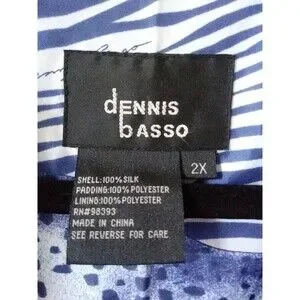 dENNIS
bASSO
2X
SHELL:100%SILK
PADDING:100%POLYESTER
LINING:100%POLYESTER
RN#98393
MADE IN CHINA
SEE REVERSE FOR CARE